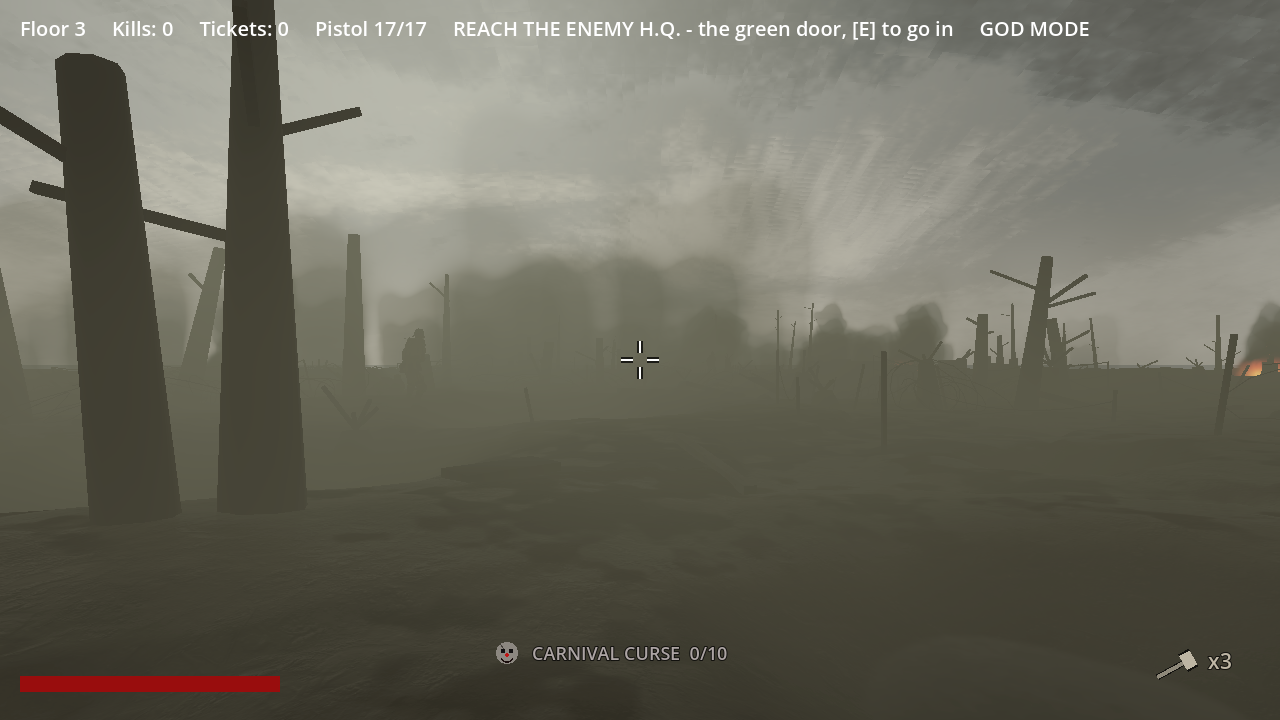 Floor 3 Kills: 0 Tickets: 0 Pistol 17/17 REACH THE ENEMY H.Q. - the green door, [E] to go in GOD MODE
CARNIVAL CURSE 0/10
x3